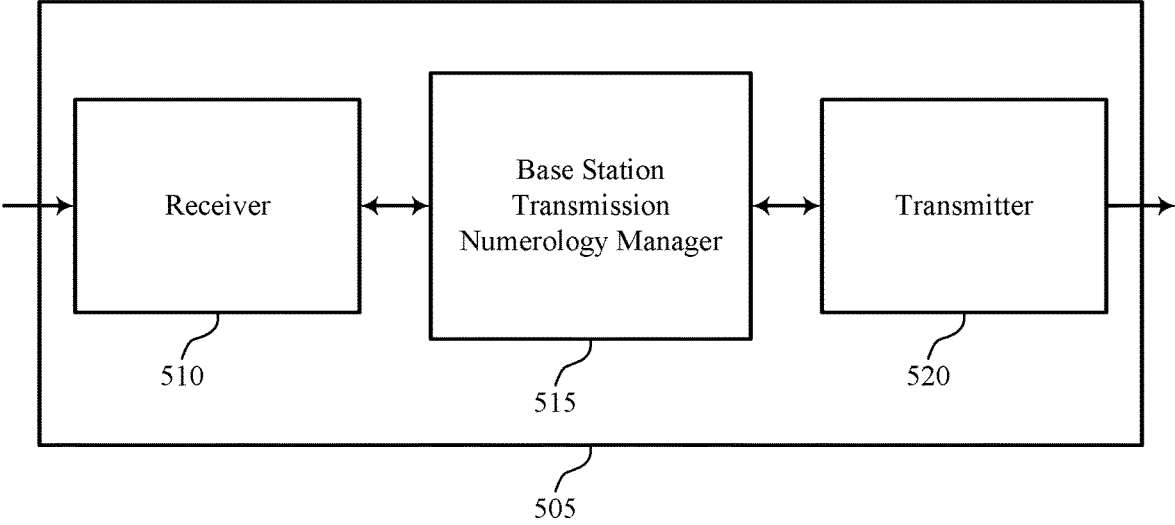 Receiver
Base Station
Transmission
Numerology Manager
Transmitter
510
515
520
505